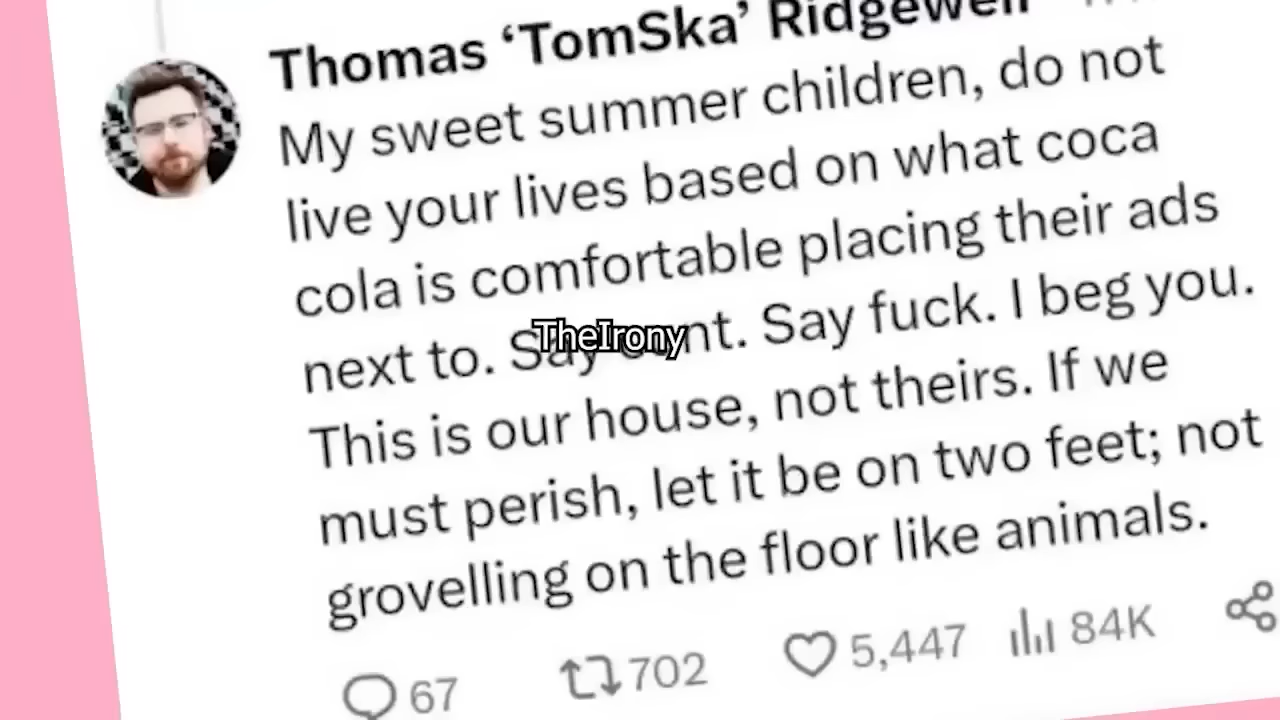 Thomas ‘TomSka’ Ridgewell
My sweet summer children, do not
live your lives based on what coca
cola is comfortable placing their ads
next to. Say cunt. Say fuck. I beg you.
TheIrony
This is our house, not theirs. If we
must perish, let it be on two feet; not
grovelling on the floor like animals.
67 702 5,447 84K